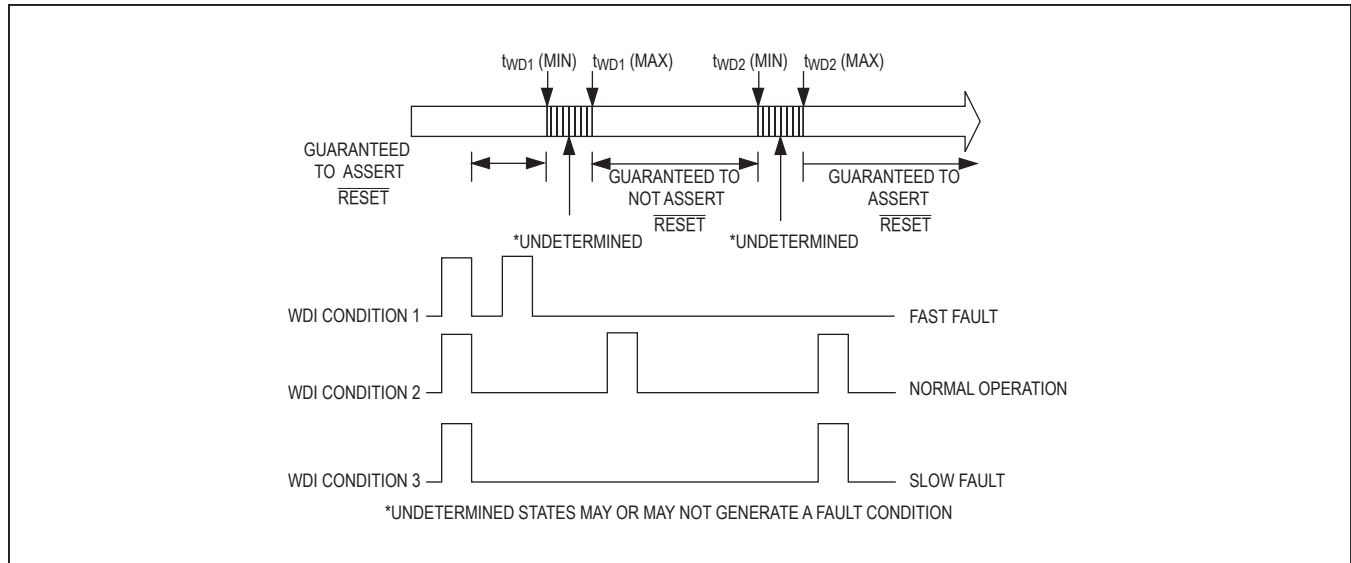 tWD1 (MIN) tWD1 (MAX) tWD2 (MIN) tWD2 (MAX)
GUARANTEED
TO ASSERT
RESET
GUARANTEED TO
NOT ASSERT
RESET
GUARANTEED TO
ASSERT
RESET
*UNDETERMINED
*UNDETERMINED
WDI CONDITION 1
FAST FAULT
WDI CONDITION 2
NORMAL OPERATION
WDI CONDITION 3
SLOW FAULT
*UNDETERMINED STATES MAY OR MAY NOT GENERATE A FAULT CONDITION